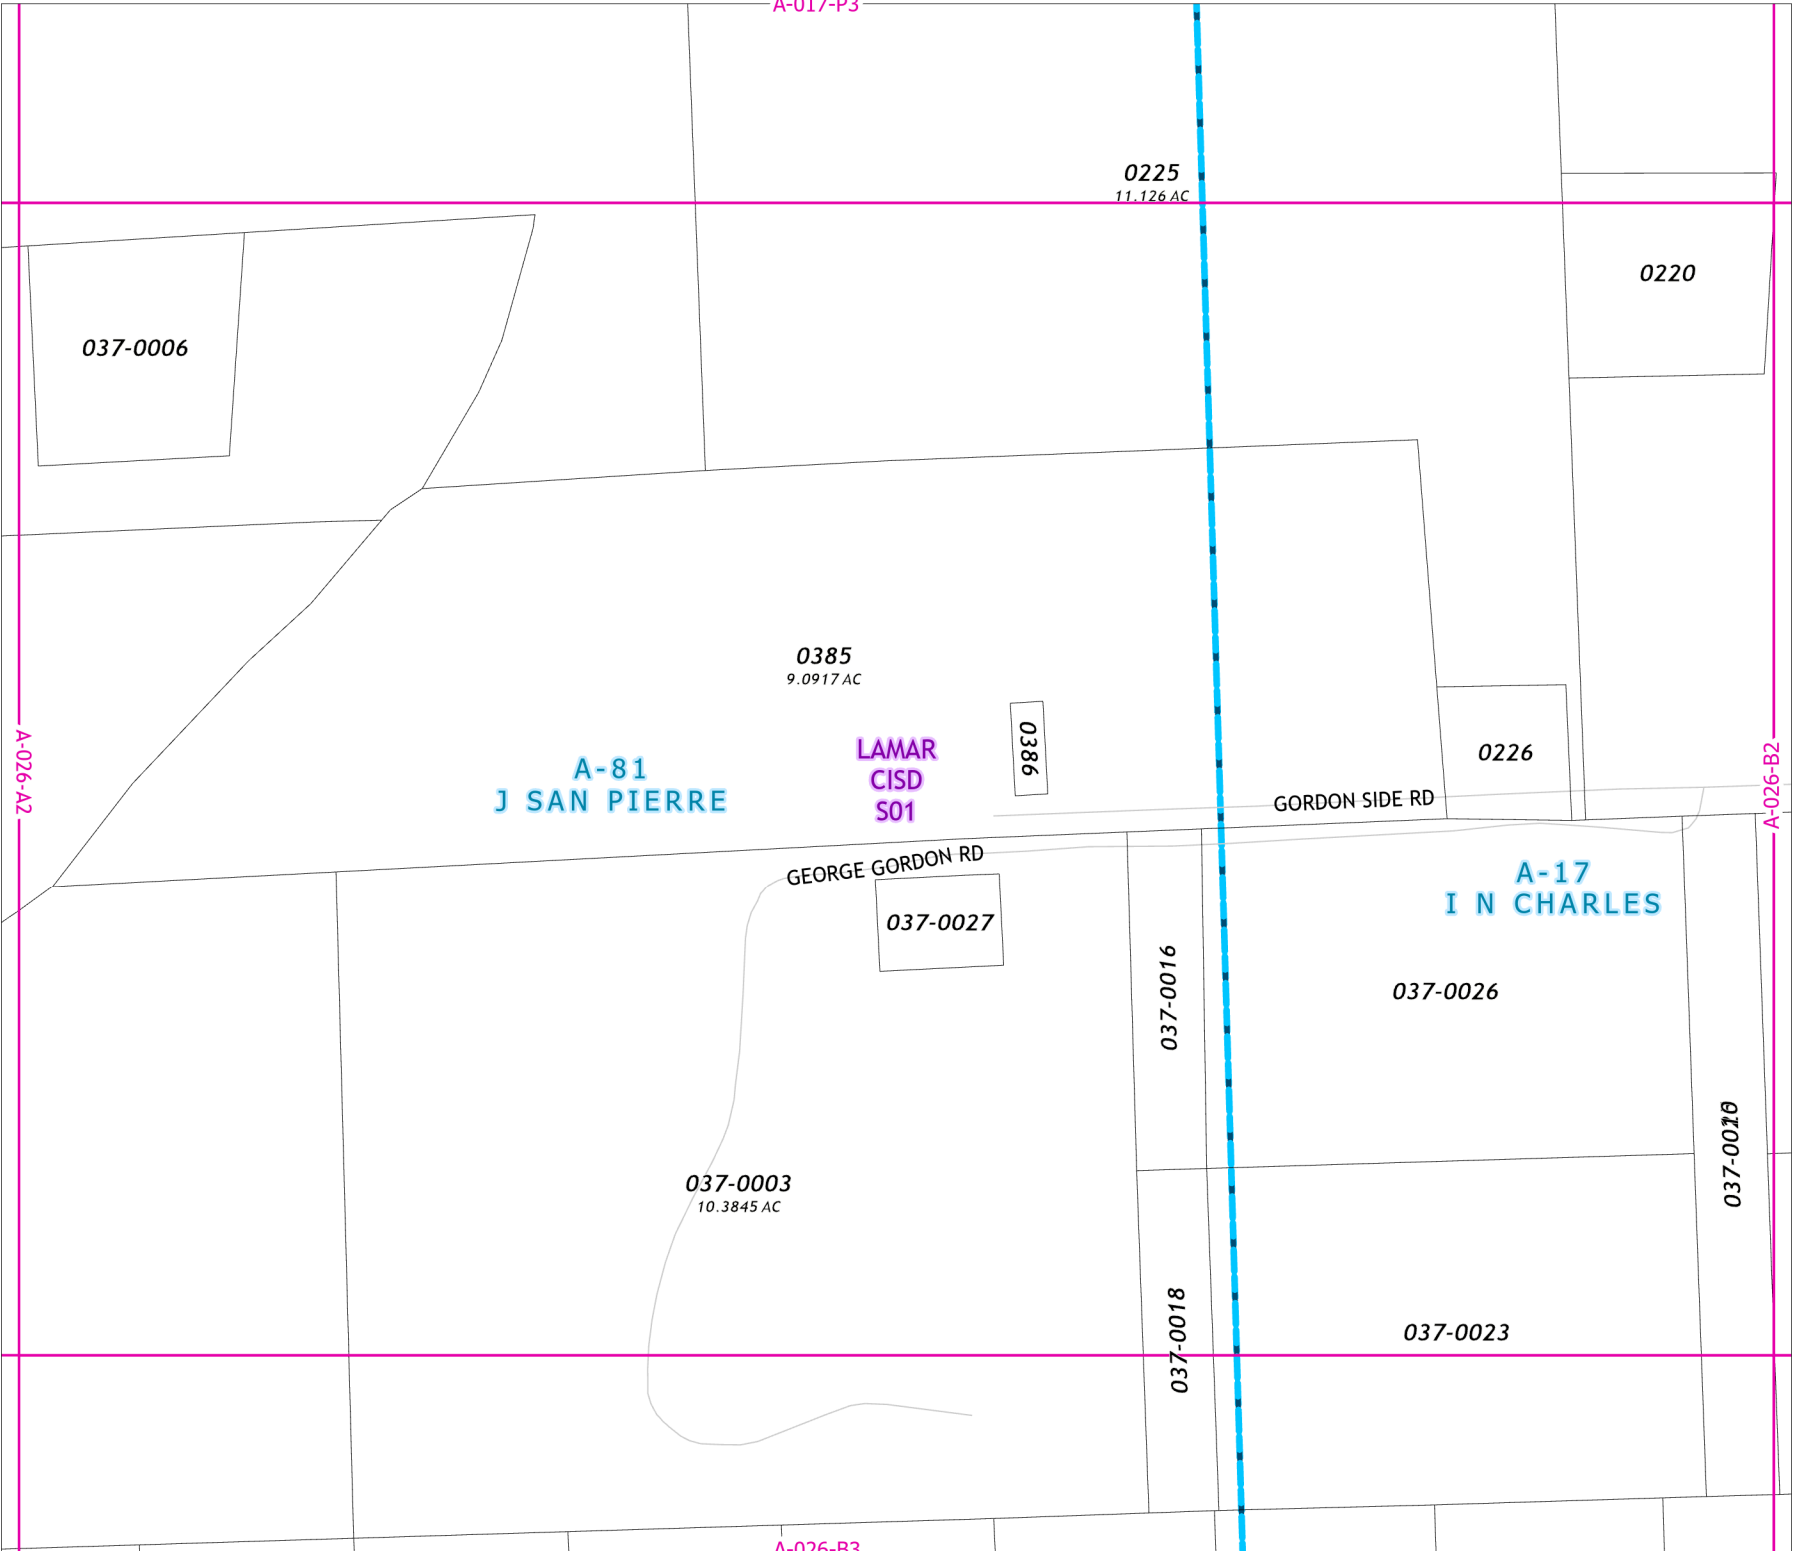 A-017-P3
0225
11.126 AC
0220
037-0006
0385
9.0917 AC
0386
LAMAR
CISD
S01
A-81
J SAN PIERRE
A-026-A2
0226
A-026-B2
GORDON SIDE RD
GEORGE GORDON RD
037-0027
A-17
I N CHARLES
037-0016
037-0026
037-0003
10.3845 AC
037-0018
037-0023
A-026-B3